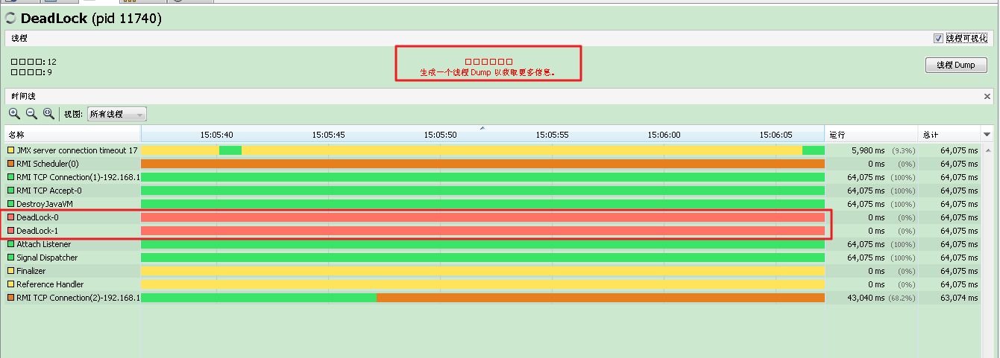 DeadLock (pid 11740)
线程
线程可视化
□□□□: 12
□□□□: 9
□□□□□□
生成一个线程 Dump 以获取更多信息。
线程 Dump
时间线
视图: 所有线程
名称 15:05:40 15:05:45 15:05:50 15:05:55 15:06:00 15:06:05 运行 总计
JMX server connection timeout 17 5,980 ms (9.3%) 64,075 ms
RMI Scheduler(0) 0 ms (0%) 64,075 ms
RMI TCP Connection(1)-192.168.1 64,075 ms (100%) 64,075 ms
RMI TCP Accept-0 64,075 ms (100%) 64,075 ms
DestroyJavaVM 64,075 ms (100%) 64,075 ms
DeadLock-0 0 ms (0%) 64,075 ms
DeadLock-1 0 ms (0%) 64,075 ms
Attach Listener 64,075 ms (100%) 64,075 ms
Signal Dispatcher 64,075 ms (100%) 64,075 ms
Finalizer 0 ms (0%) 64,075 ms
Reference Handler 0 ms (0%) 64,075 ms
RMI TCP Connection(2)-192.168.1 43,040 ms (68.2%) 63,074 ms